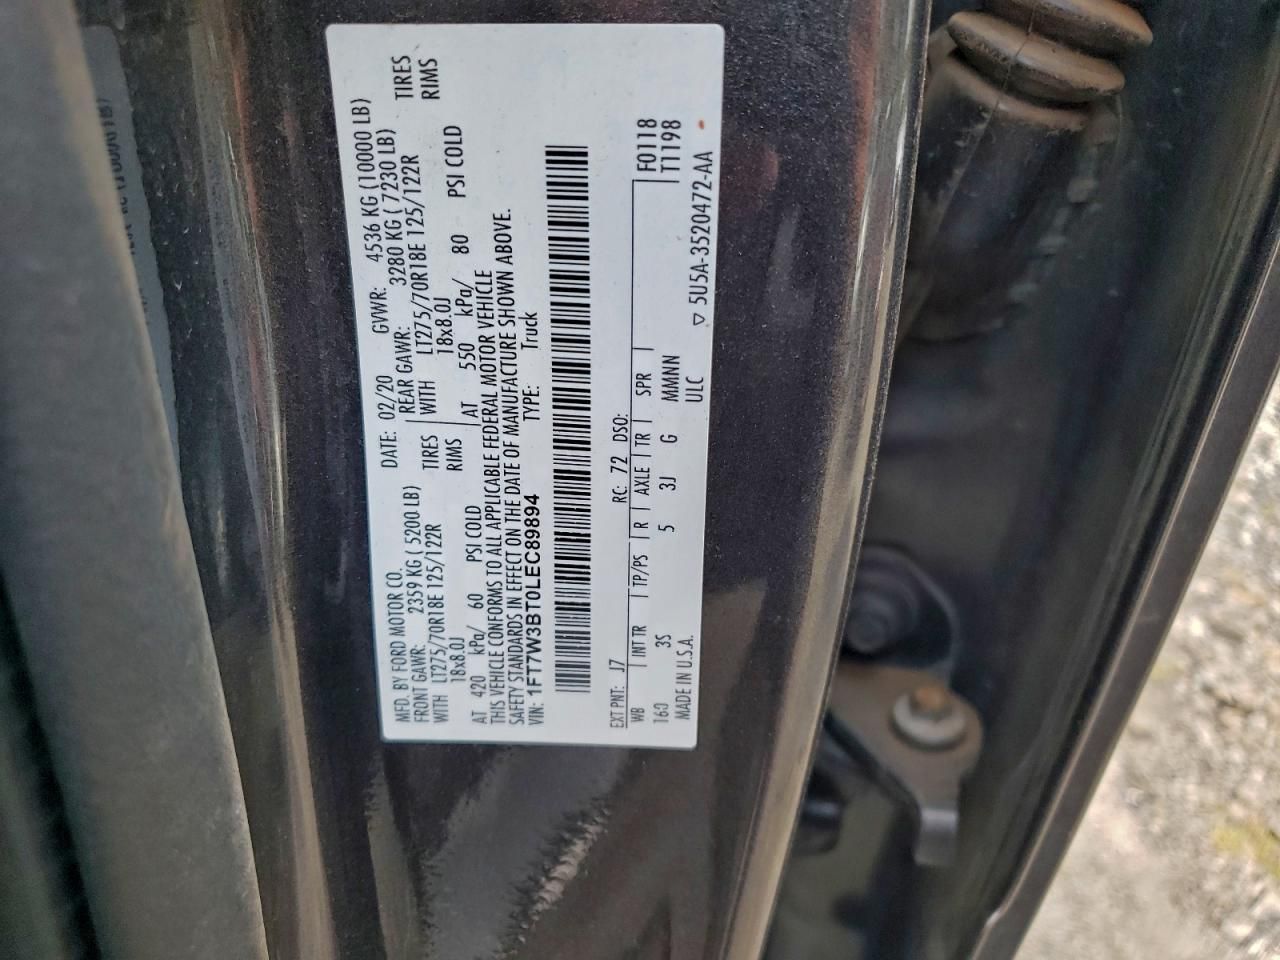 MFD. BY FORD MOTOR CO. DATE: 02/20 GVWR: 4536 KG (10000 LB)
FRONT GAWR: 2359 KG ( 5200 LB) REAR GAWR: 3280 KG ( 7230 LB)
WITH LT275/70R18E 125/122R TIRES WITH LT275/70R18E 125/122R TIRES
18x8.0J RIMS 18x8.0J RIMS
AT 420 kPa/ 60 PSI COLD AT 550 kPa/ 80 PSI COLD
THIS VEHICLE CONFORMS TO ALL APPLICABLE FEDERAL MOTOR VEHICLE
SAFETY STANDARDS IN EFFECT ON THE DATE OF MANUFACTURE SHOWN ABOVE.
VIN: 1FT7W3BT0LEC89894 TYPE: Truck
EXT PNT: J7 RC: 72 DSO: F0118
WB INT TR TP/PS R AXLE TR SPR T1198
160 3S 5 3J G MMNN
MADE IN U.S.A. ULC ▽ 5U5A-3520472-AA